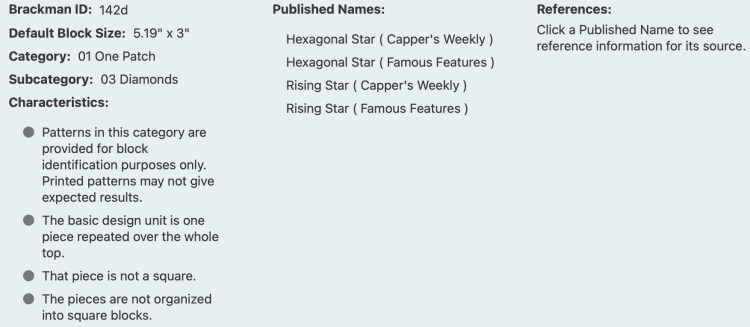 Brackman ID: 142d
Default Block Size: 5.19" x 3"
Category: 01 One Patch
Subcategory: 03 Diamonds
Characteristics:
Patterns in this category are
provided for block
identification purposes only.
Printed patterns may not give
expected results.
The basic design unit is one
piece repeated over the whole
top.
That piece is not a square.
The pieces are not organized
into square blocks.
Published Names:
Hexagonal Star ( Capper's Weekly )
Hexagonal Star ( Famous Features )
Rising Star ( Capper's Weekly )
Rising Star ( Famous Features )
References:
Click a Published Name to see
reference information for its source.